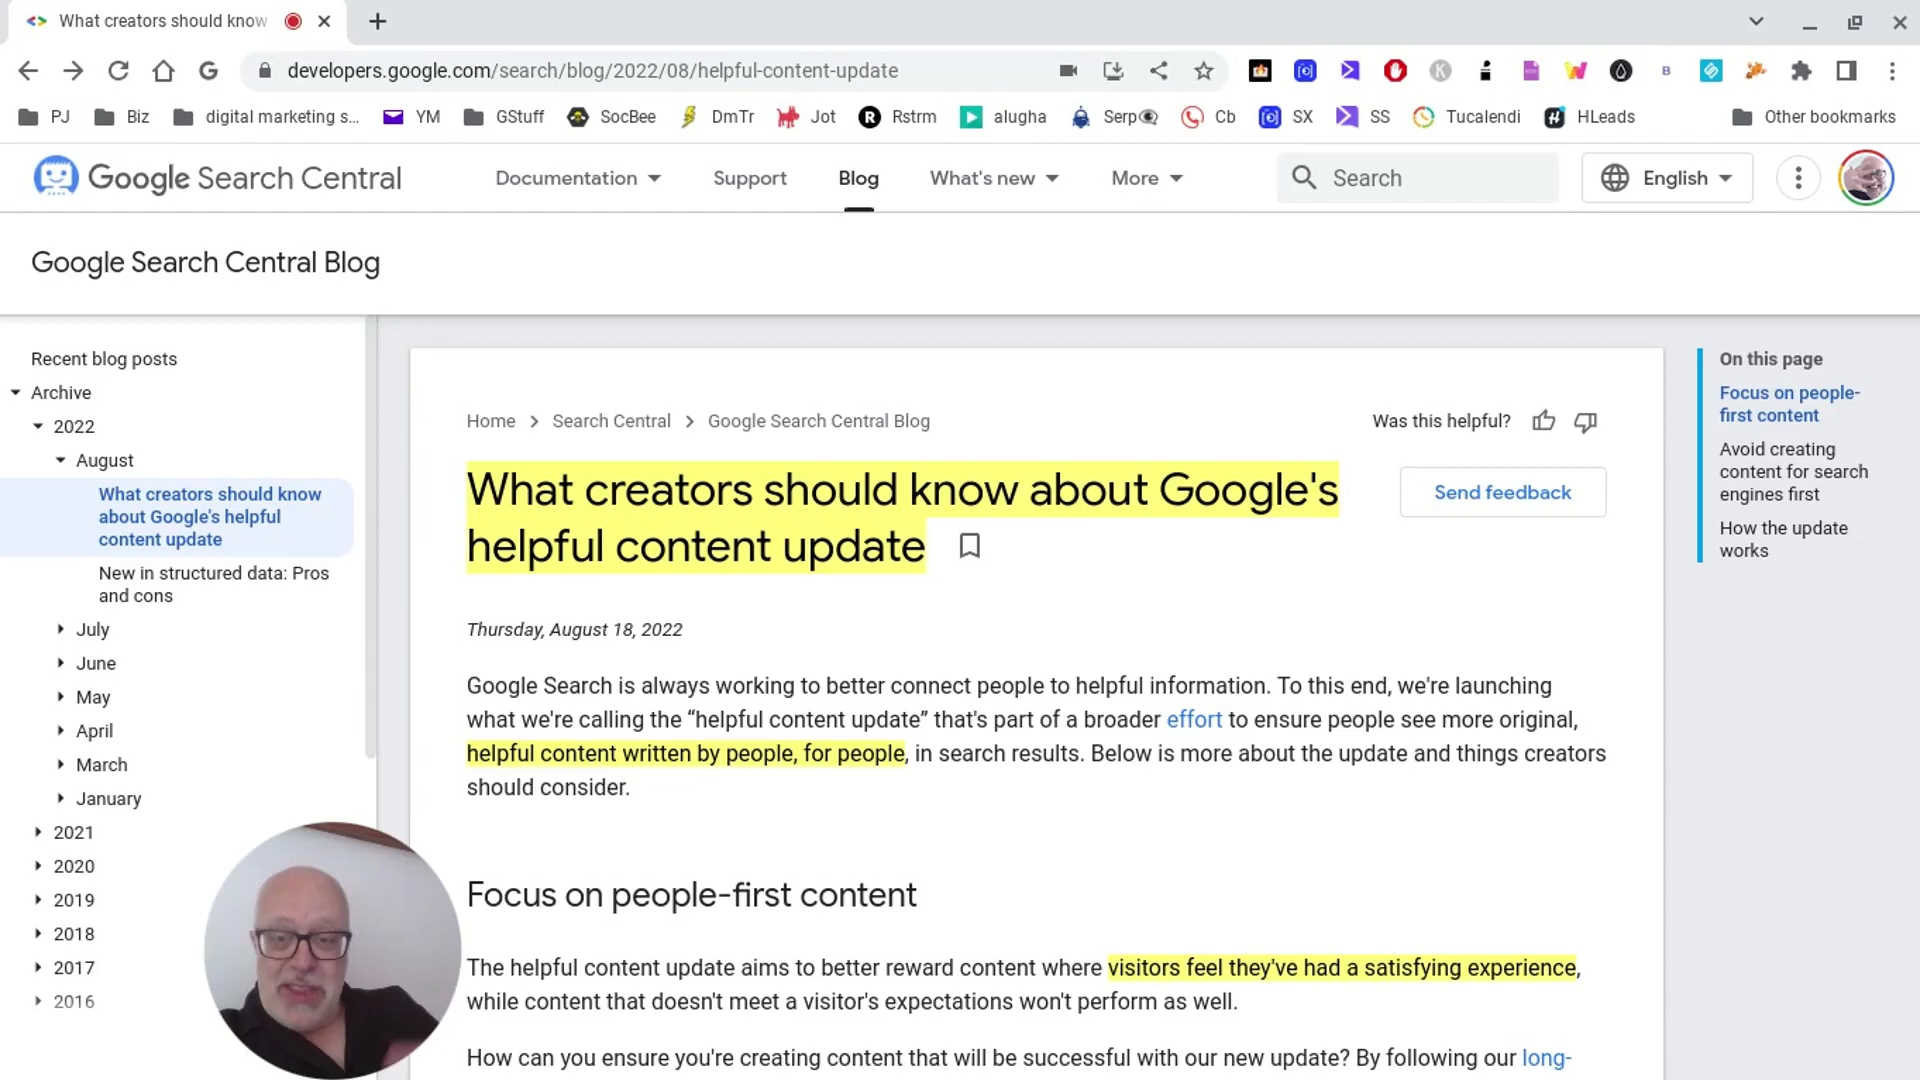 What creators should know
developers.google.com/search/blog/2022/08/helpful-content-update
PJ Biz digital marketing s... YM GStuff SocBee DmTr Jot Rstrm alugha Serp Cb SX SS Tucalendi HLeads Other bookmarks
Google Search Central Documentation Support Blog What's new More Search English
Google Search Central Blog
Recent blog posts
Archive
2022
August
What creators should know
about Google's helpful
content update
New in structured data: Pros
and cons
July
June
May
April
March
January
2021
2020
2019
2018
2017
2016
Home > Search Central > Google Search Central Blog
Was this helpful?
What creators should know about Google's
helpful content update
Send feedback
Thursday, August 18, 2022
Google Search is always working to better connect people to helpful information. To this end, we're launching
what we're calling the “helpful content update” that's part of a broader effort to ensure people see more original,
helpful content written by people, for people, in search results. Below is more about the update and things creators
should consider.
Focus on people-first content
The helpful content update aims to better reward content where visitors feel they've had a satisfying experience,
while content that doesn't meet a visitor's expectations won't perform as well.
How can you ensure you're creating content that will be successful with our new update? By following our long-
On this page
Focus on people-
first content
Avoid creating
content for search
engines first
How the update
works